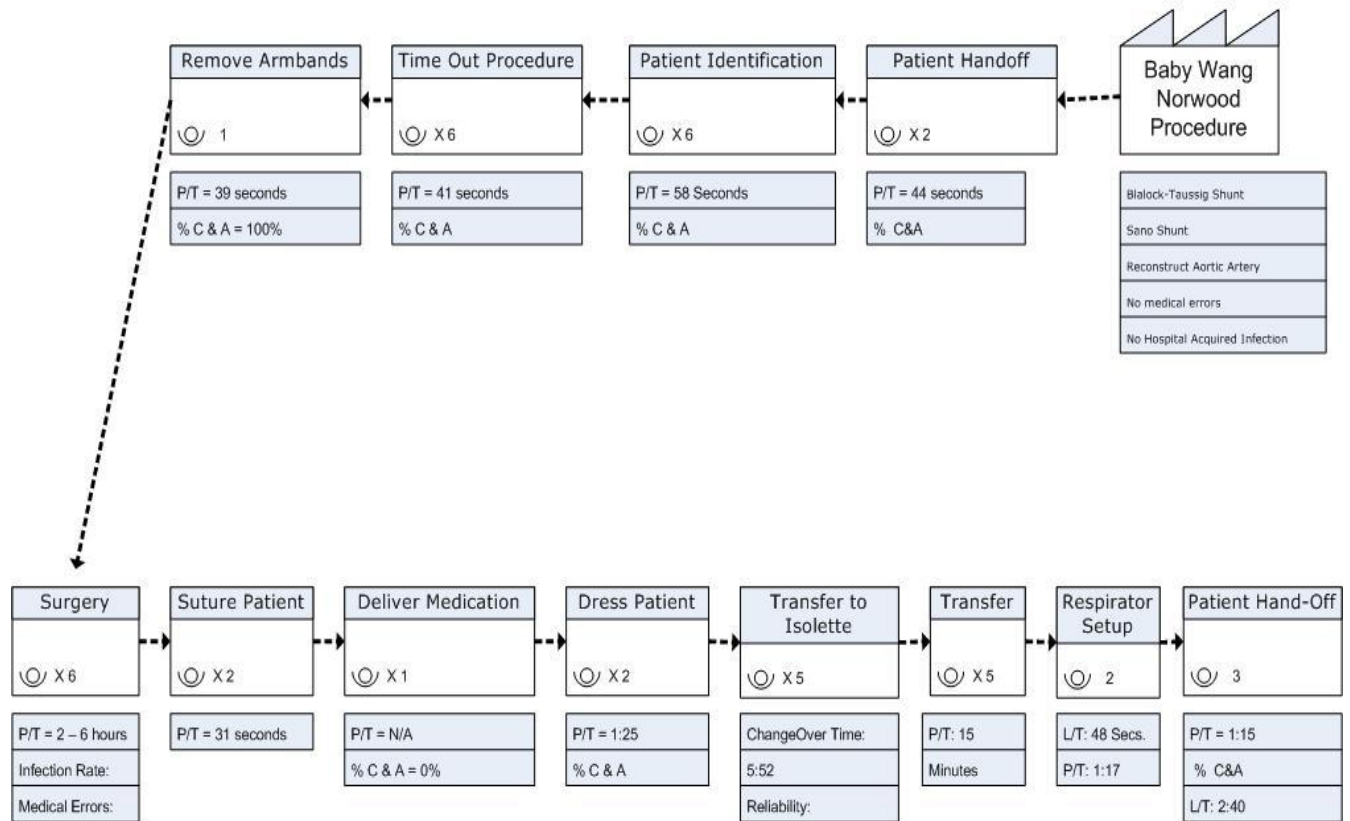 Remove Armbands
1
P/T = 39 seconds
% C & A = 100%
Time Out Procedure
X 6
P/T = 41 seconds
% C & A
Patient Identification
X 6
P/T = 58 Seconds
% C & A
Patient Handoff
X 2
P/T = 44 seconds
% C&A
Baby Wang
Norwood
Procedure
Blalock-Taussig Shunt
Sano Shunt
Reconstruct Aortic Artery
No medical errors
No Hospital Acquired Infection
Surgery
X 6
P/T = 2 – 6 hours
Infection Rate:
Medical Errors:
Suture Patient
X 2
P/T = 31 seconds
Deliver Medication
X 1
P/T = N/A
% C & A = 0%
Dress Patient
X 2
P/T = 1:25
% C & A
Transfer to
Isolette
X 5
ChangeOver Time:
5:52
Reliability:
Transfer
X 5
P/T: 15
Minutes
Respirator
Setup
2
L/T: 48 Secs.
P/T: 1:17
Patient Hand-Off
3
P/T = 1:15
% C&A
L/T: 2:40